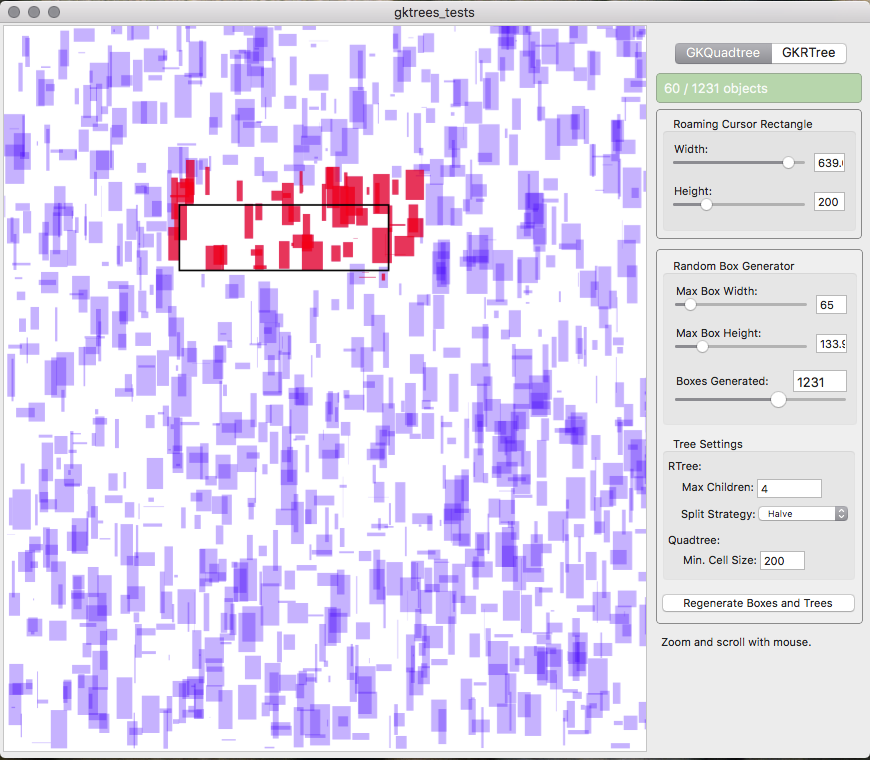 gktrees_tests
GKQuadtree GKRTree
60 / 1231 objects
Roaming Cursor Rectangle
Width:
639.
Height:
200
Random Box Generator
Max Box Width:
65
Max Box Height:
133.9
Boxes Generated:
1231
Tree Settings
RTree:
Max Children: 4
Split Strategy: Halve
Quadtree:
Min. Cell Size: 200
Regenerate Boxes and Trees
Zoom and scroll with mouse.